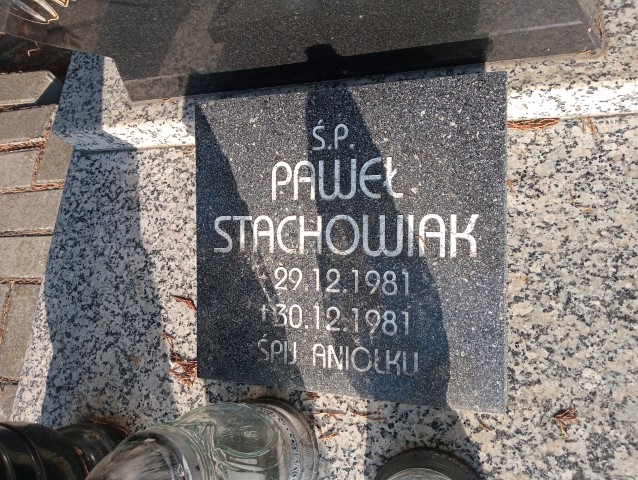 Ś.P.
PAWEŁ
STACHOWIAK
* 29.12.1981
† 30.12.1981
ŚPIJ ANIOŁKU